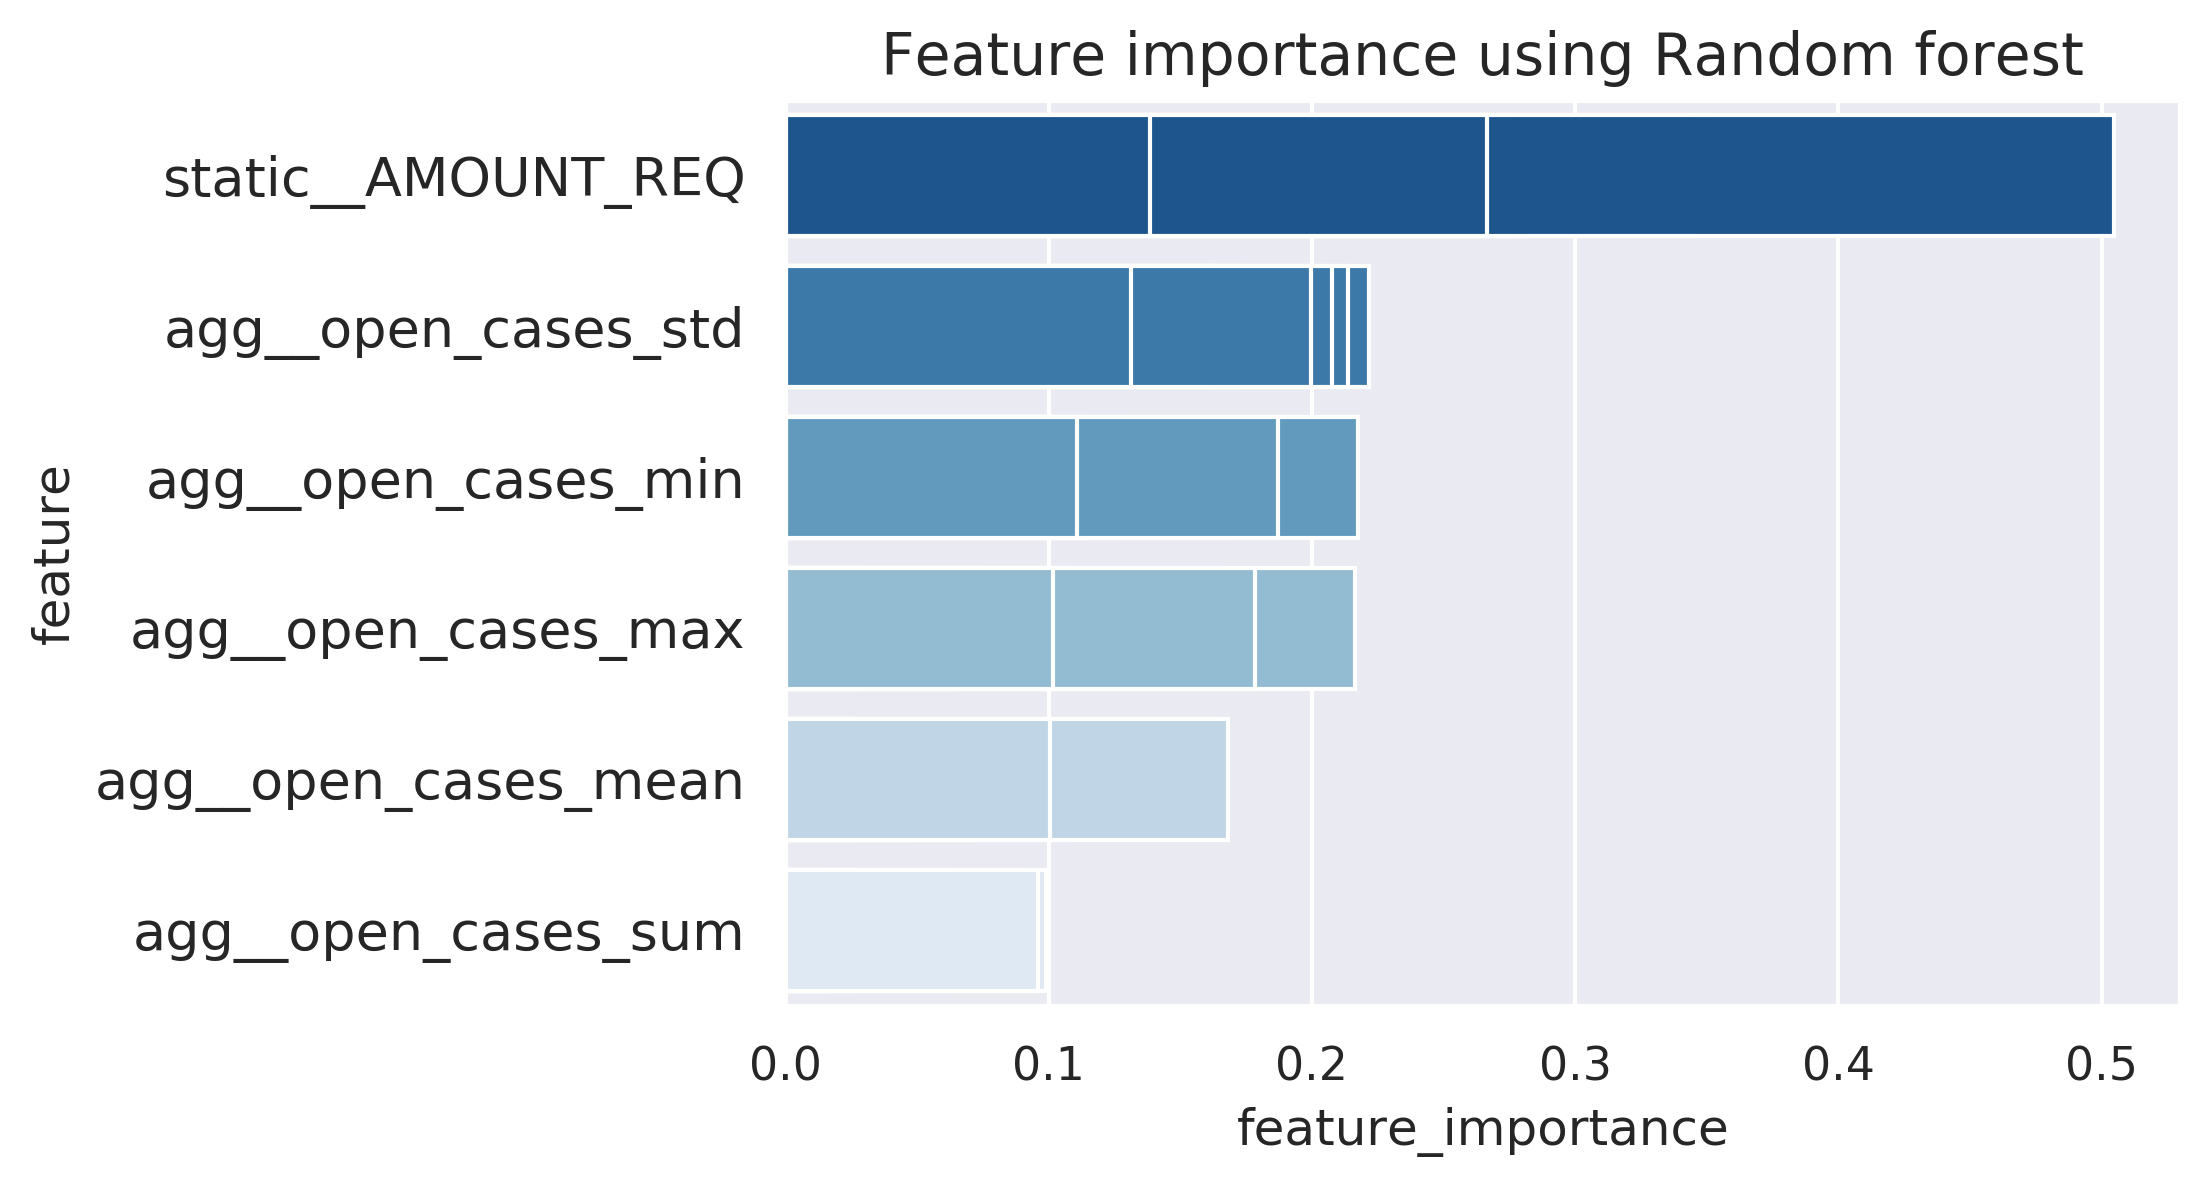 Feature importance using Random forest
static__AMOUNT_REQ
agg__open_cases_std
agg__open_cases_min
agg__open_cases_max
agg__open_cases_mean
agg__open_cases_sum
feature
0.0 0.1 0.2 0.3 0.4 0.5
feature_importance